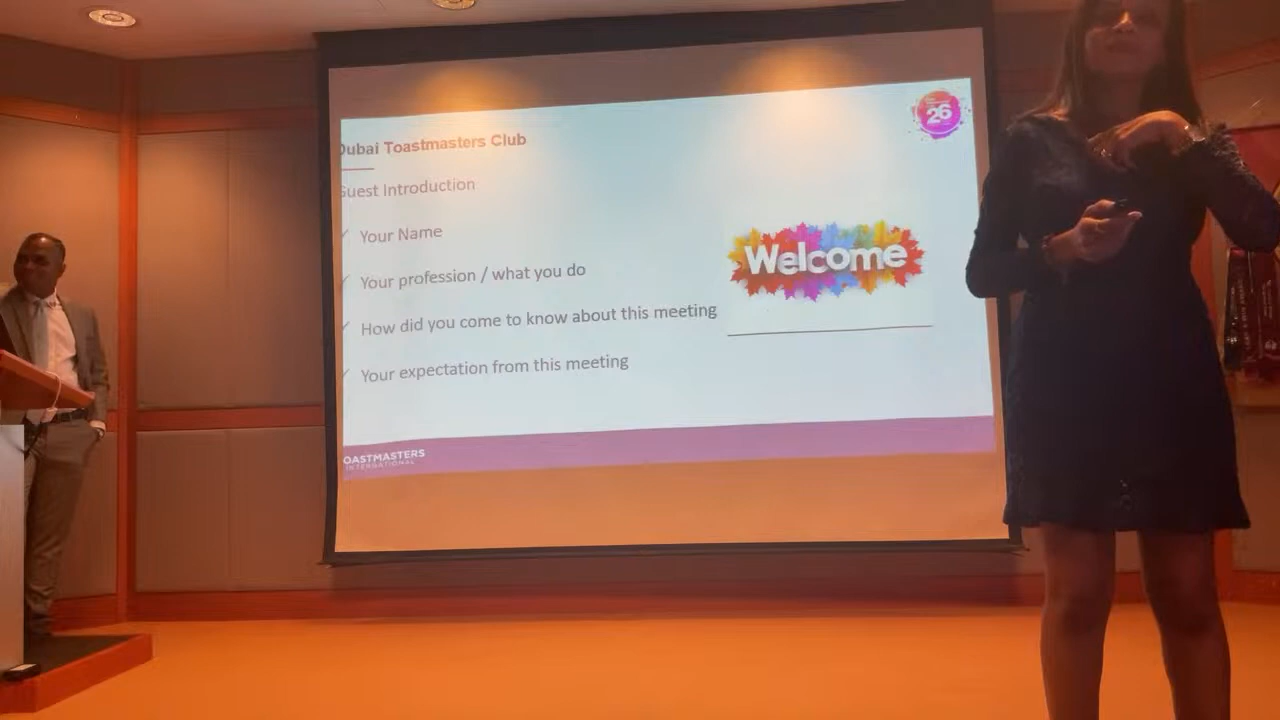 Dubai Toastmasters Club
Guest Introduction
✓ Your Name
✓ Your profession / what you do
✓ How did you come to know about this meeting
✓ Your expectation from this meeting
26
Welcome
OASTMASTERS
INTERNATIONAL